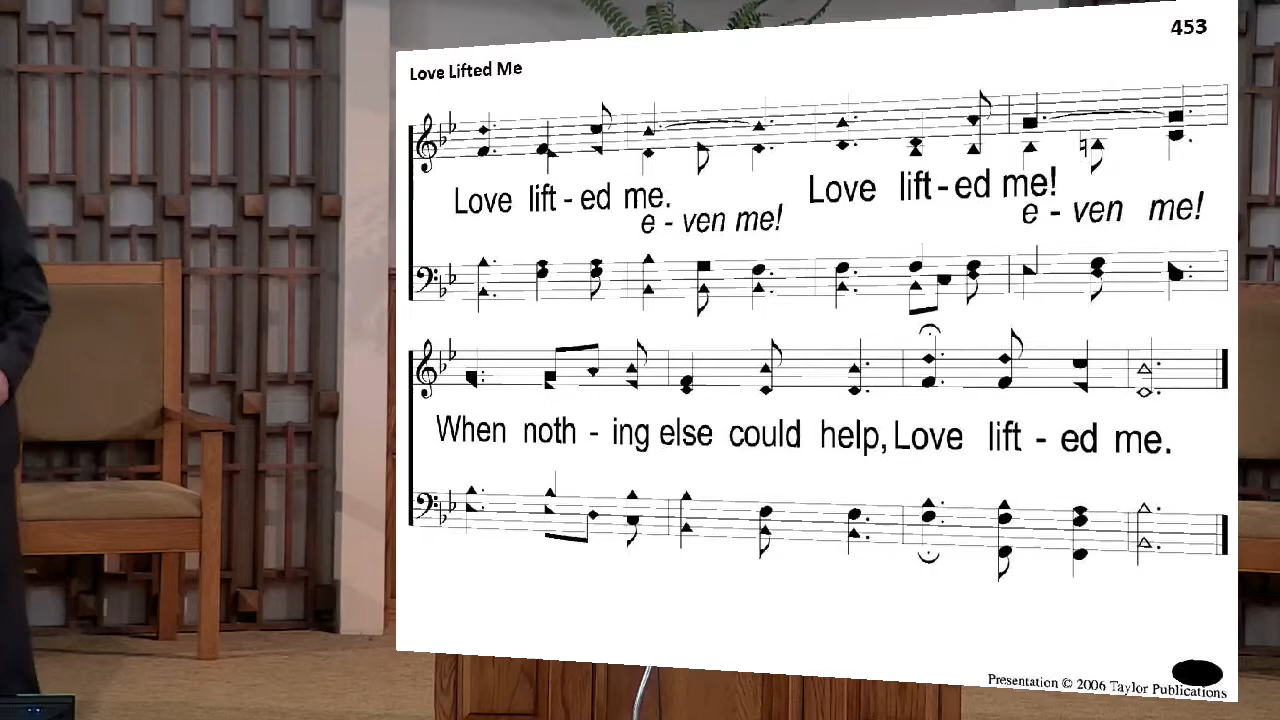 453
Love Lifted Me
Love lift - ed me. Love lift - ed me!
e - ven me! e - ven me!
When noth - ing else could help, Love lift - ed me.
Presentation © 2006 Taylor Publications